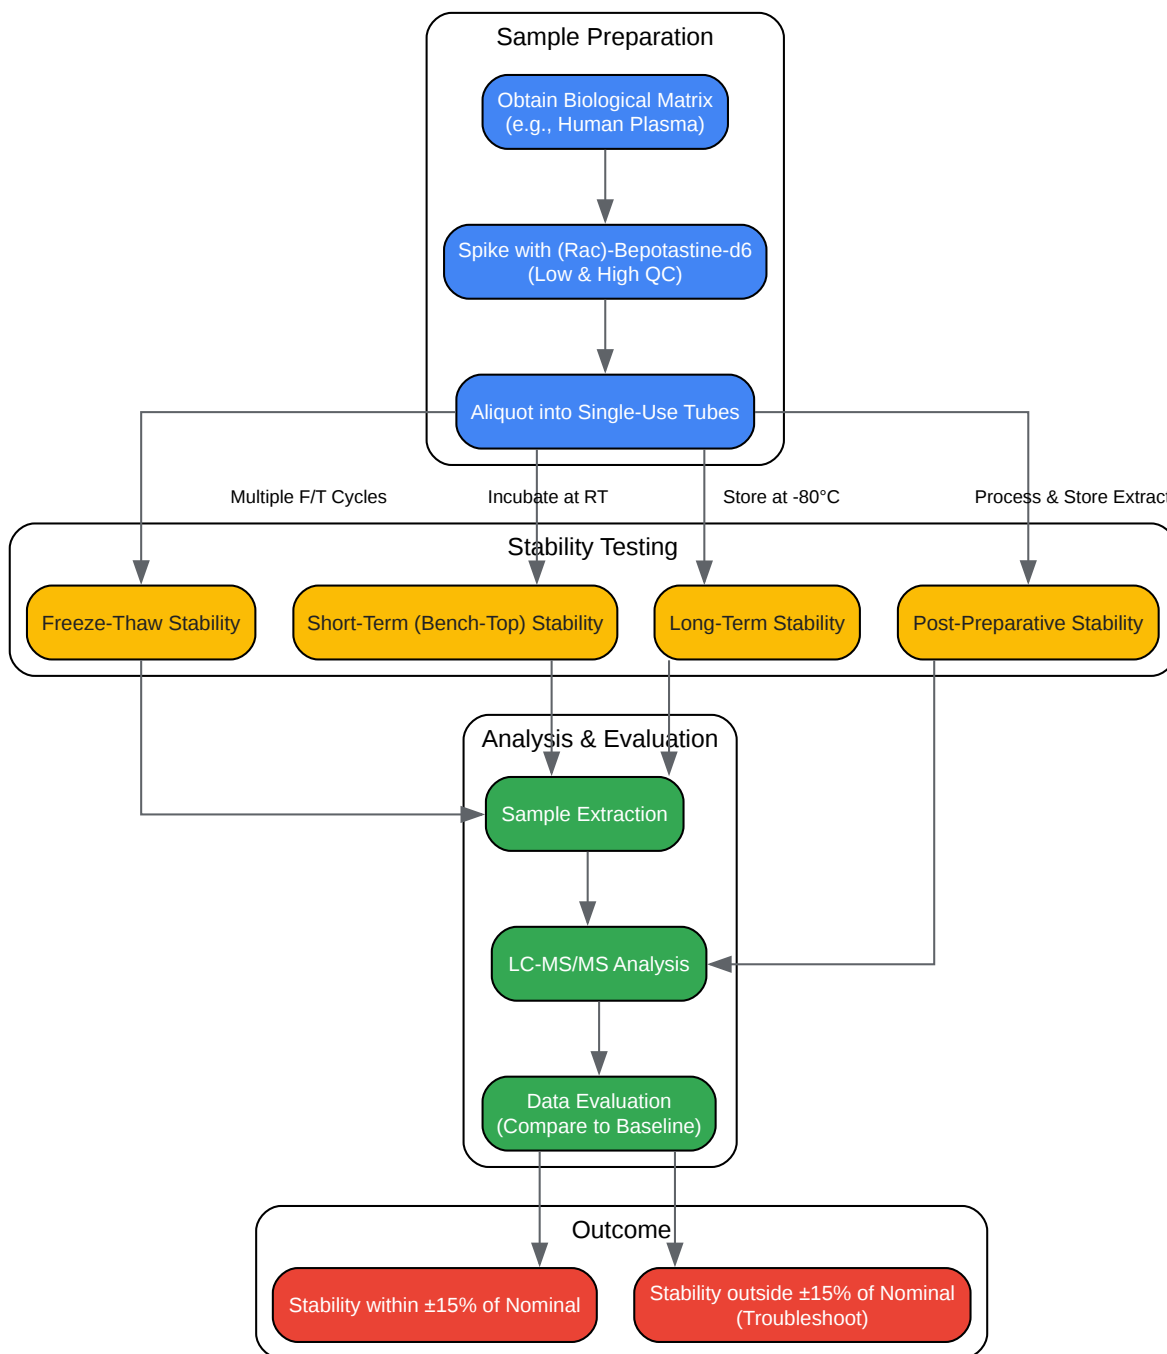 Sample Preparation
Obtain Biological Matrix
(e.g., Human Plasma)
Spike with (Rac)-Bepotastine-d6
(Low & High QC)
Aliquot into Single-Use Tubes
Multiple F/T Cycles
Incubate at RT
Store at -80°C
Process & Store Extract
Stability Testing
Freeze-Thaw Stability
Short-Term (Bench-Top) Stability
Long-Term Stability
Post-Preparative Stability
Analysis & Evaluation
Sample Extraction
LC-MS/MS Analysis
Data Evaluation
(Compare to Baseline)
Outcome
Stability within ±15% of Nominal
Stability outside ±15% of Nominal
(Troubleshoot)